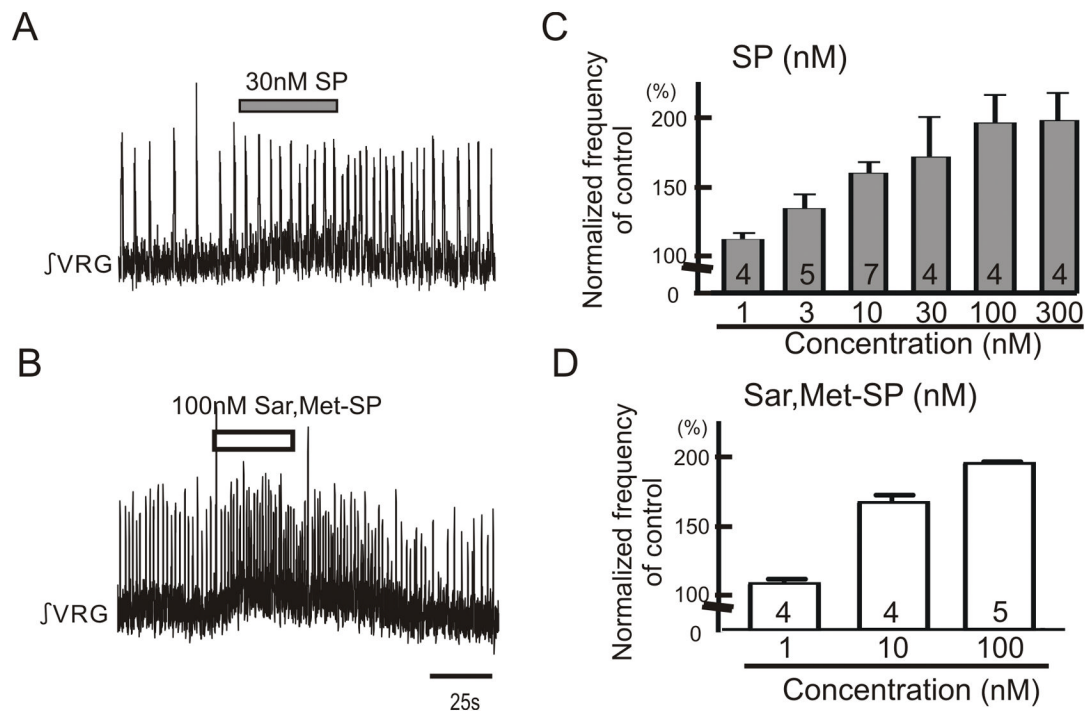 A
30nM SP
∫VRG
B
100nM Sar,Met-SP
∫VRG
25s
C
SP (nM)
Normalized frequency
of control
(%)
200
150
100
0
4 5 7 4 4 4
1 3 10 30 100 300
Concentration (nM)
D
Sar,Met-SP (nM)
Normalized frequency
of control
(%)
200
150
100
0
4 4 5
1 10 100
Concentration (nM)